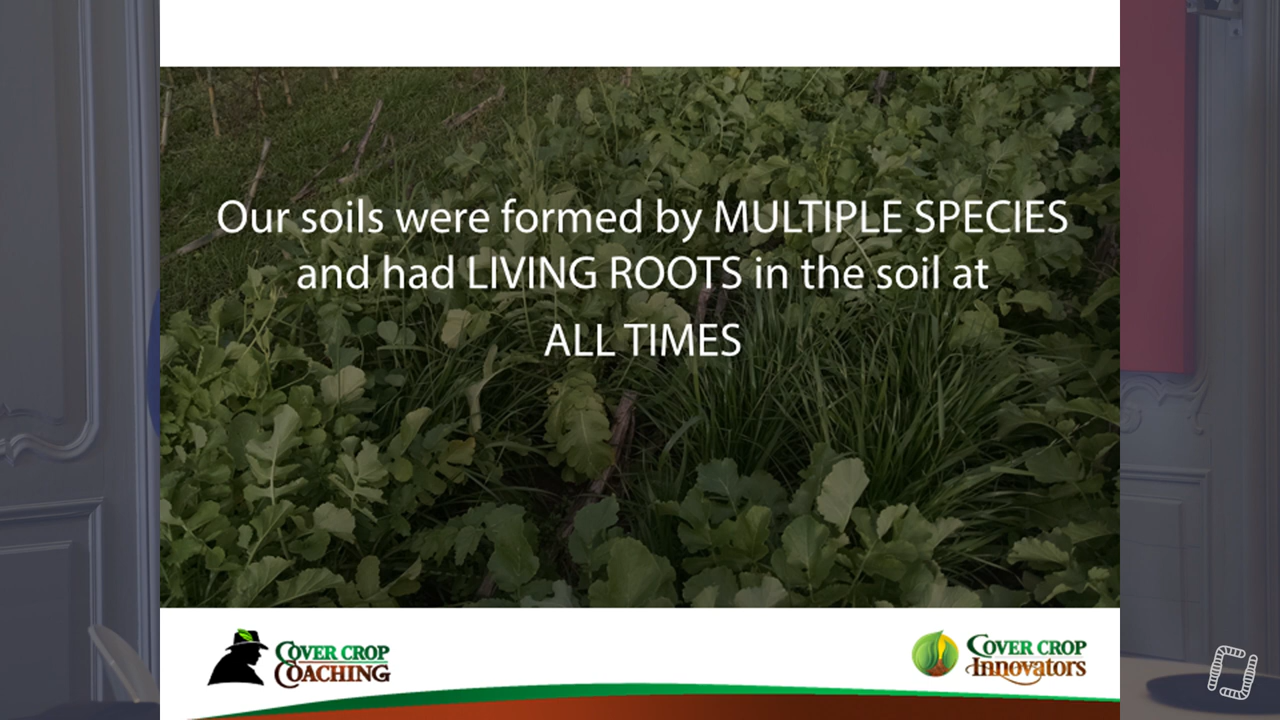 Our soils were formed by MULTIPLE SPECIES
and had LIVING ROOTS in the soil at
ALL TIMES
COVER CROP
COACHING
COVER CROP
Innovators